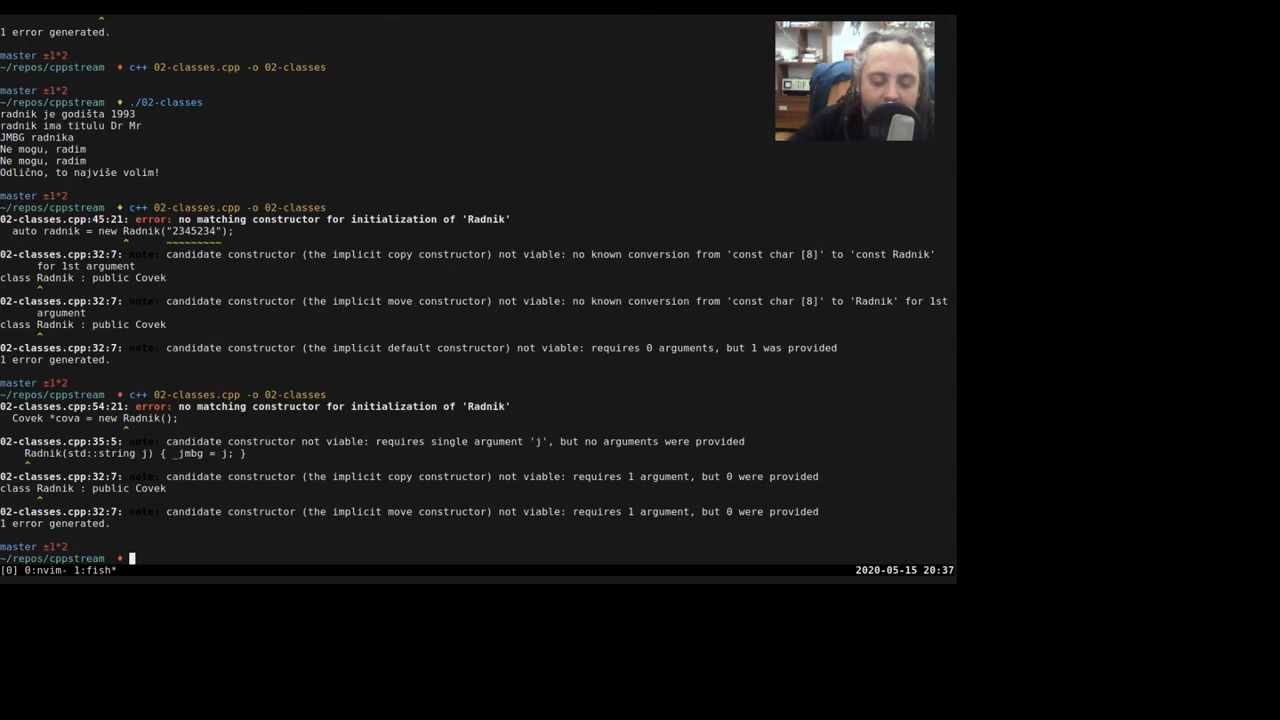 ^
1 error generated.
master ±1*2
~/repos/cppstream ♦ c++ 02-classes.cpp -o 02-classes
master ±1*2
~/repos/cppstream ♦ ./02-classes
radnik je godišta 1993
radnik ima titulu Dr Mr
JMBG radnika
Ne mogu, radim
Ne mogu, radim
Odlično, to najviše volim!
master ±1*2
~/repos/cppstream ♦ c++ 02-classes.cpp -o 02-classes
02-classes.cpp:45:21: error: no matching constructor for initialization of 'Radnik'
auto radnik = new Radnik("2345234");
^ ~~~~~~~~~
02-classes.cpp:32:7: note: candidate constructor (the implicit copy constructor) not viable: no known conversion from 'const char [8]' to 'const Radnik'
for 1st argument
class Radnik : public Covek
^
02-classes.cpp:32:7: note: candidate constructor (the implicit move constructor) not viable: no known conversion from 'const char [8]' to 'Radnik' for 1st
argument
class Radnik : public Covek
^
02-classes.cpp:32:7: note: candidate constructor (the implicit default constructor) not viable: requires 0 arguments, but 1 was provided
1 error generated.
master ±1*2
~/repos/cppstream ♦ c++ 02-classes.cpp -o 02-classes
02-classes.cpp:54:21: error: no matching constructor for initialization of 'Radnik'
Covek *cova = new Radnik();
^
02-classes.cpp:35:5: note: candidate constructor not viable: requires single argument 'j', but no arguments were provided
Radnik(std::string j) { _jmbg = j; }
^
02-classes.cpp:32:7: note: candidate constructor (the implicit copy constructor) not viable: requires 1 argument, but 0 were provided
class Radnik : public Covek
^
02-classes.cpp:32:7: note: candidate constructor (the implicit move constructor) not viable: requires 1 argument, but 0 were provided
1 error generated.
master ±1*2
~/repos/cppstream ♦
[0] 0:nvim- 1:fish* 2020-05-15 20:37